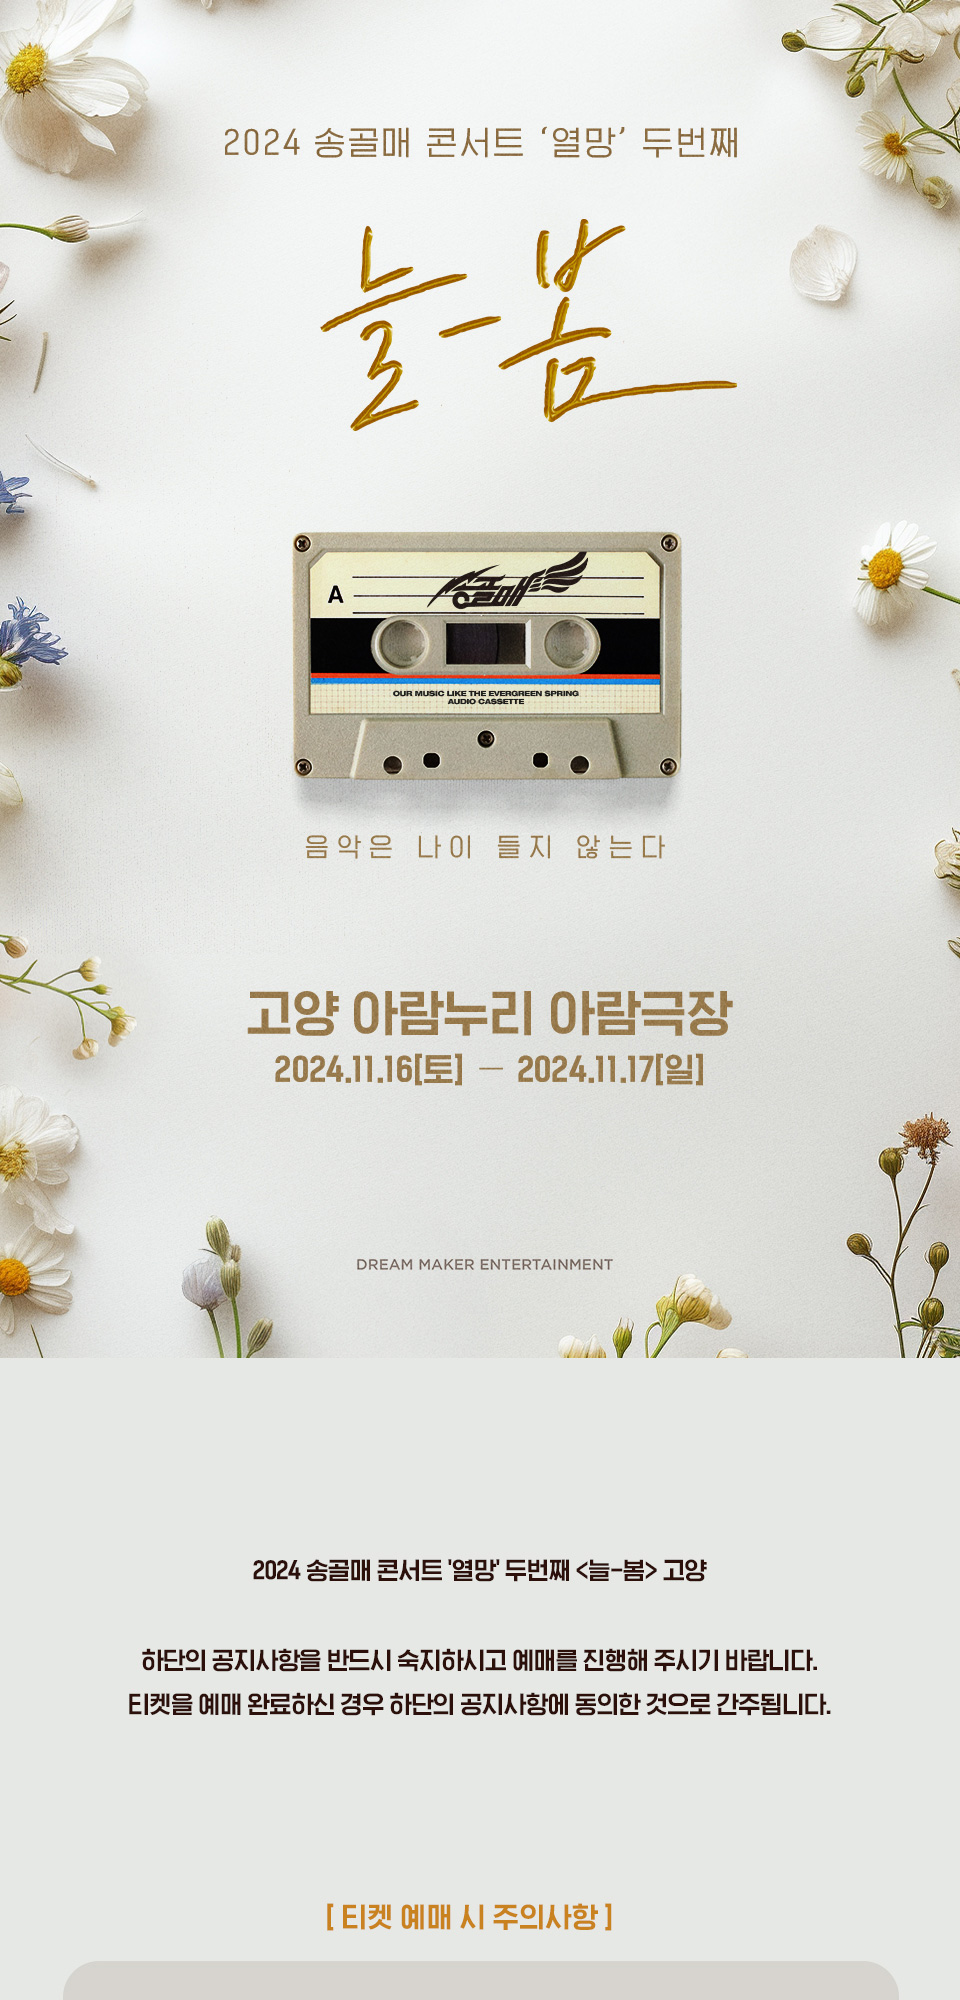 2024 송골매 콘서트 ‘열망’ 두번째
늘-봄
A
송골매
OUR MUSIC LIKE THE EVERGREEN SPRING
AUDIO CASSETTE
음악은 나이 들지 않는다
고양 아람누리 아람극장
2024.11.16[토] — 2024.11.17[일]
DREAM MAKER ENTERTAINMENT
2024 송골매 콘서트 '열망' 두번째 <늘-봄> 고양
하단의 공지사항을 반드시 숙지하시고 예매를 진행해 주시기 바랍니다.
티켓을 예매 완료하신 경우 하단의 공지사항에 동의한 것으로 간주됩니다.
[ 티켓 예매 시 주의사항 ]